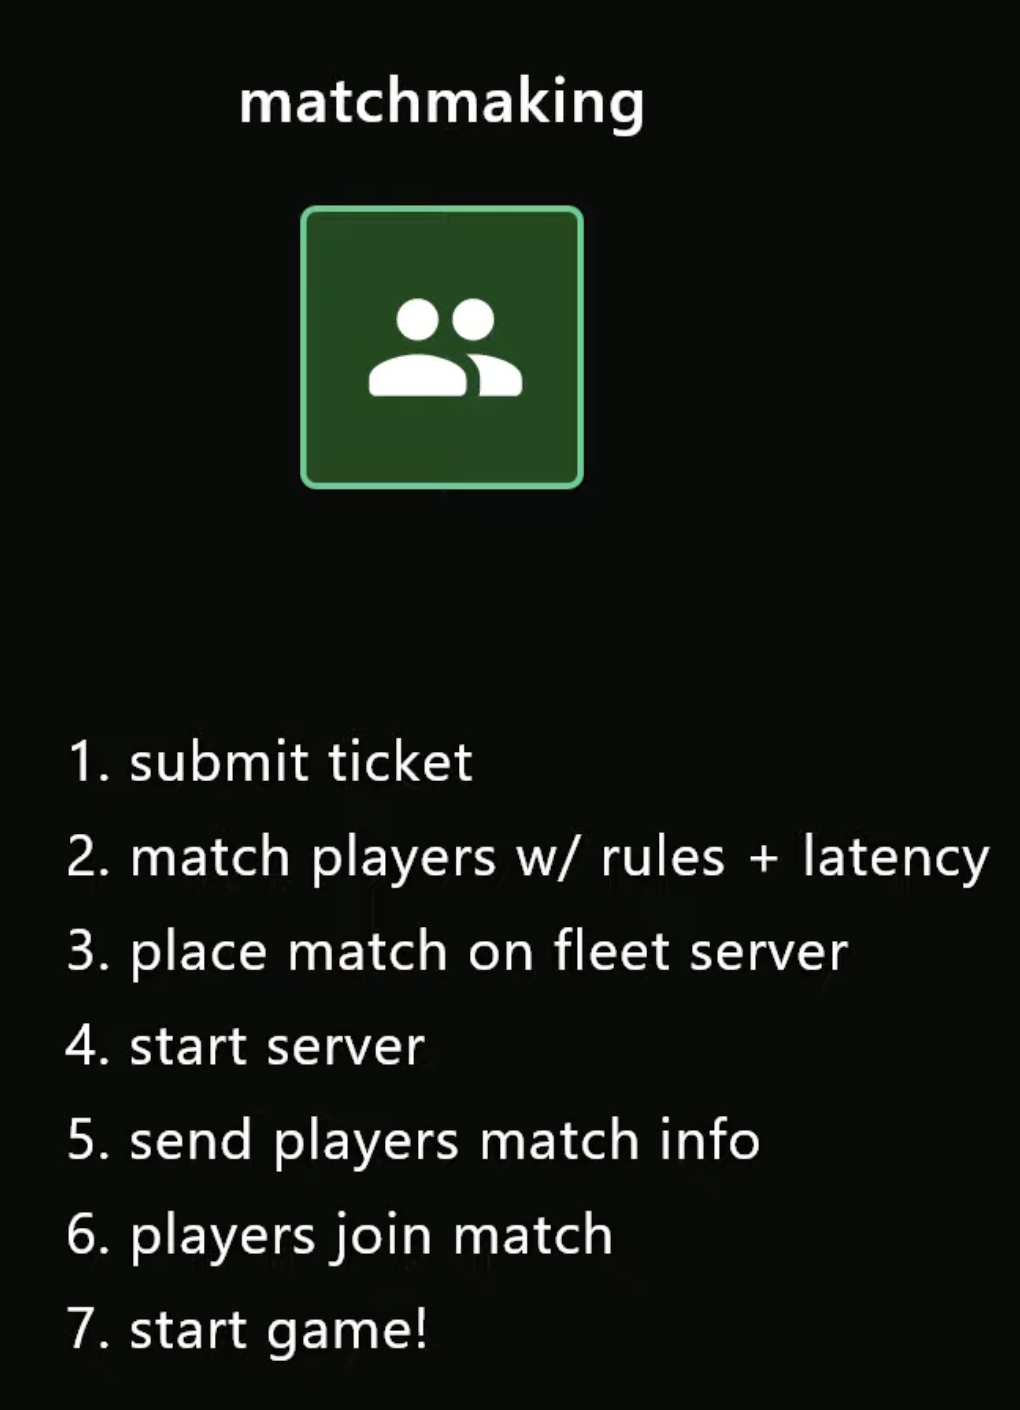 matchmaking
1. submit ticket
2. match players w/ rules + latency
3. place match on fleet server
4. start server
5. send players match info
6. players join match
7. start game!